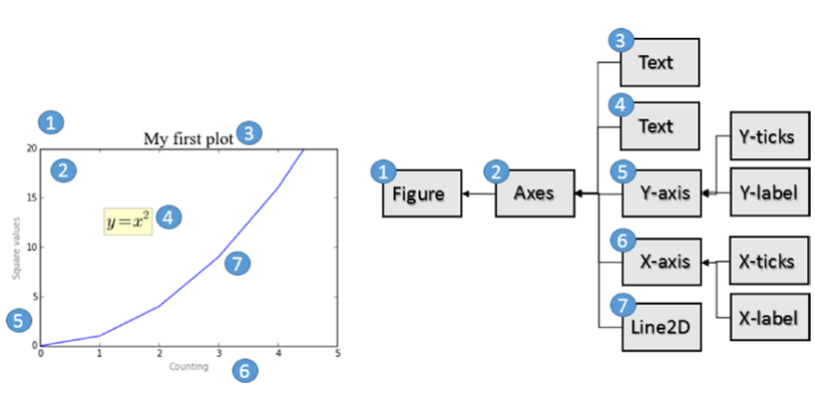 1
My first plot 3
20
2
15
y=x² 4
10
7
5
5
0
0 1 2 3 4 5
Square values
Counting
6
3
Text
4
Text
Y-ticks
1
Figure
2
Axes
5
Y-axis
Y-label
6
X-axis
X-ticks
7
Line2D
X-label